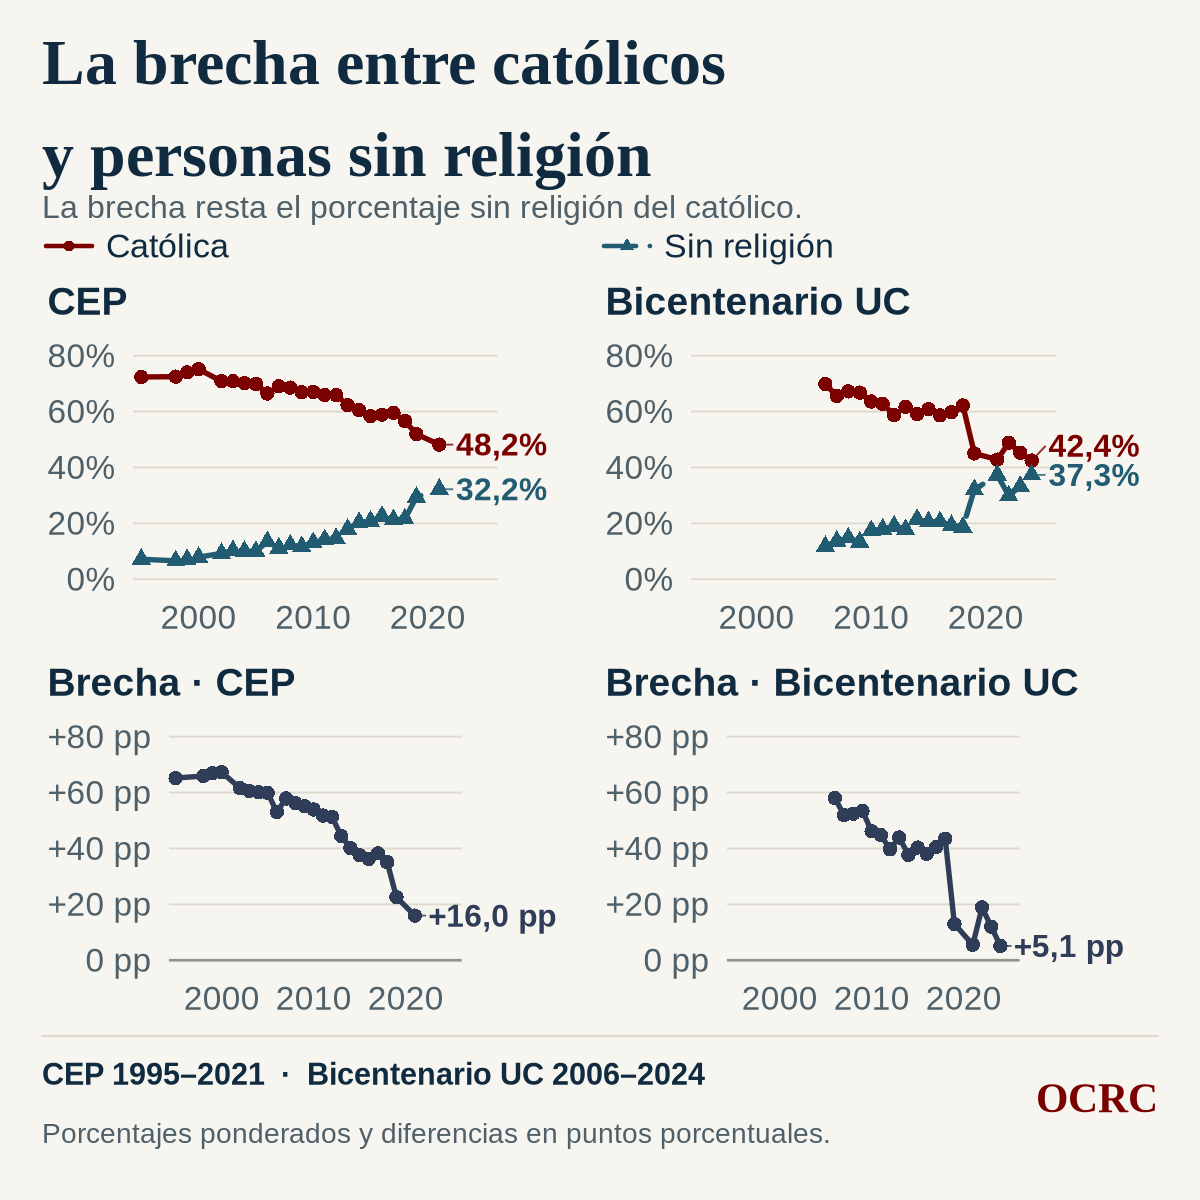 La brecha entre católicos
y personas sin religión
La brecha resta el porcentaje sin religión del católico.
Católica
Sin religión
CEP
80%
60%
40%
20%
0%
48,2%
32,2%
2000 2010 2020
Bicentenario UC
80%
60%
40%
20%
0%
42,4%
37,3%
2000 2010 2020
Brecha · CEP
+80 pp
+60 pp
+40 pp
+20 pp
0 pp
+16,0 pp
2000 2010 2020
Brecha · Bicentenario UC
+80 pp
+60 pp
+40 pp
+20 pp
0 pp
+5,1 pp
2000 2010 2020
CEP 1995–2021 · Bicentenario UC 2006–2024
OCRC
Porcentajes ponderados y diferencias en puntos porcentuales.